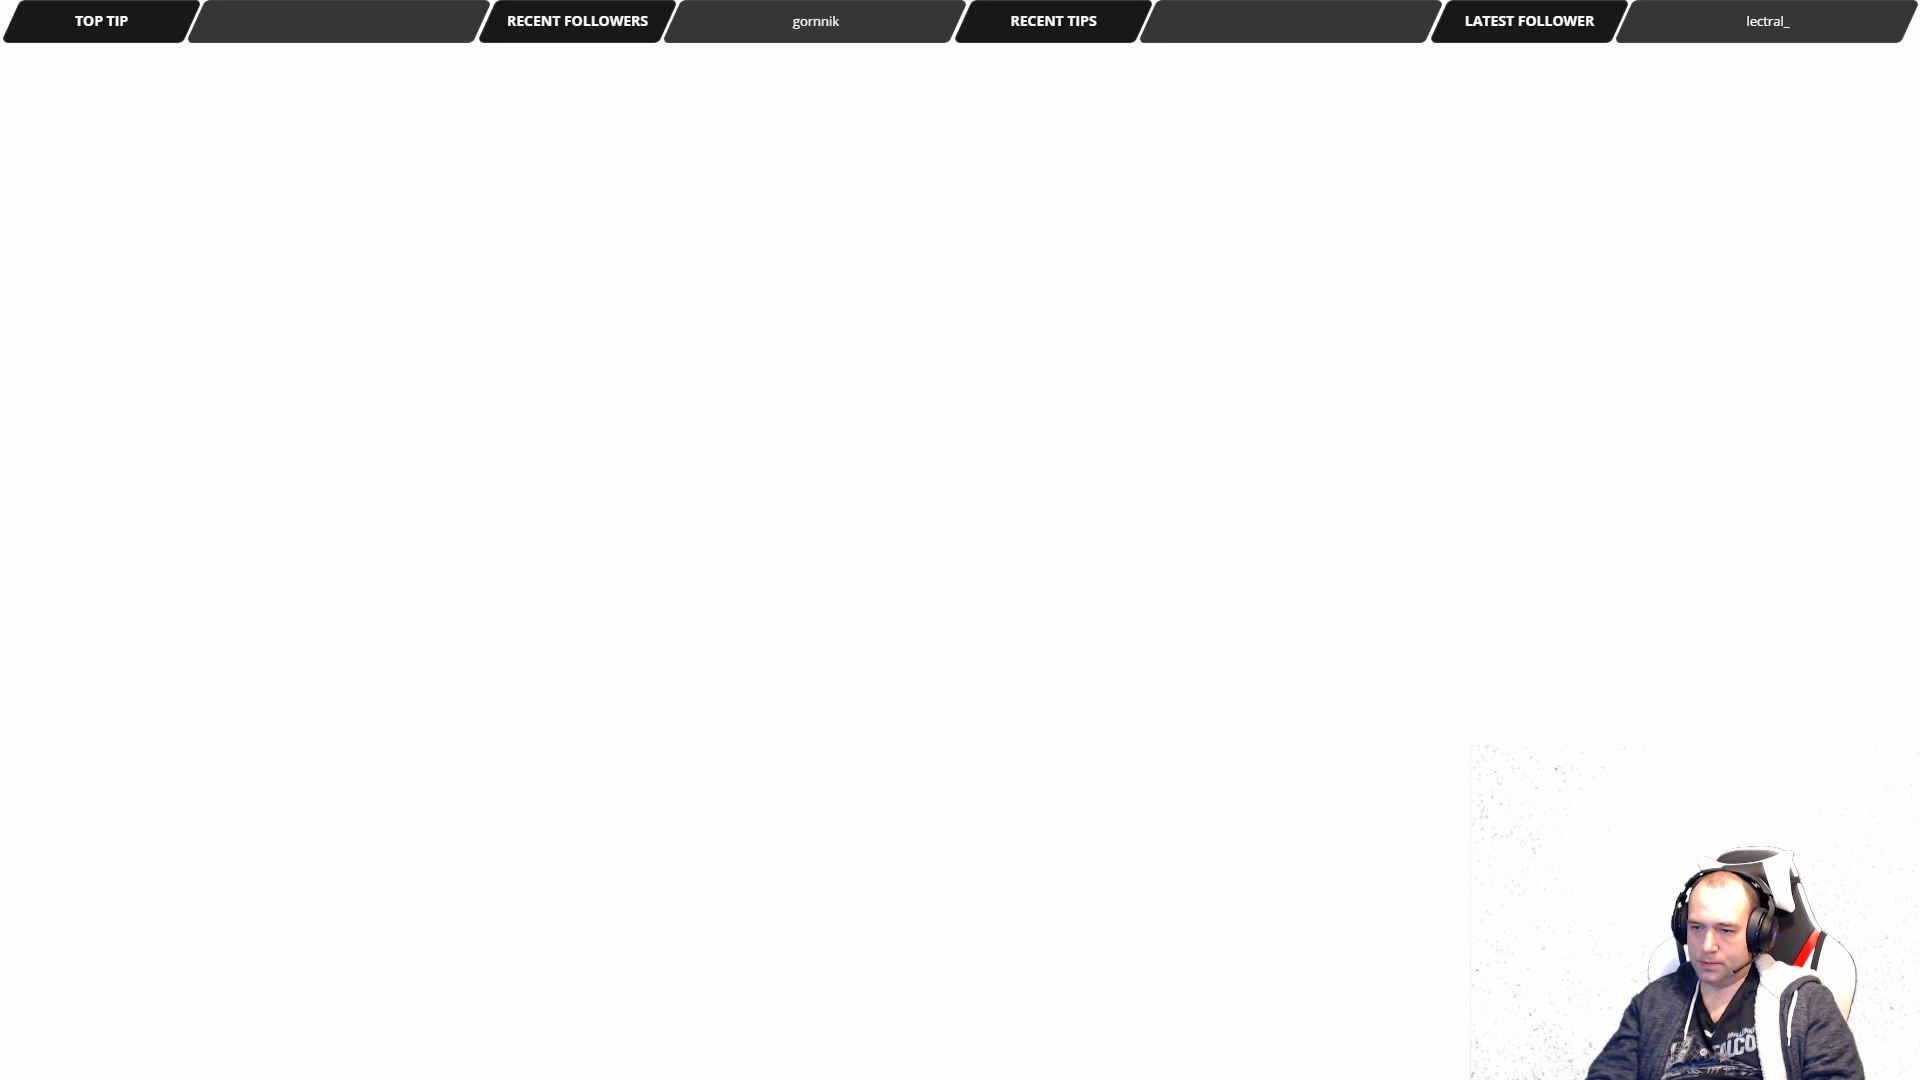 TOP TIP
RECENT FOLLOWERS
gornnik
RECENT TIPS
LATEST FOLLOWER
lectral_